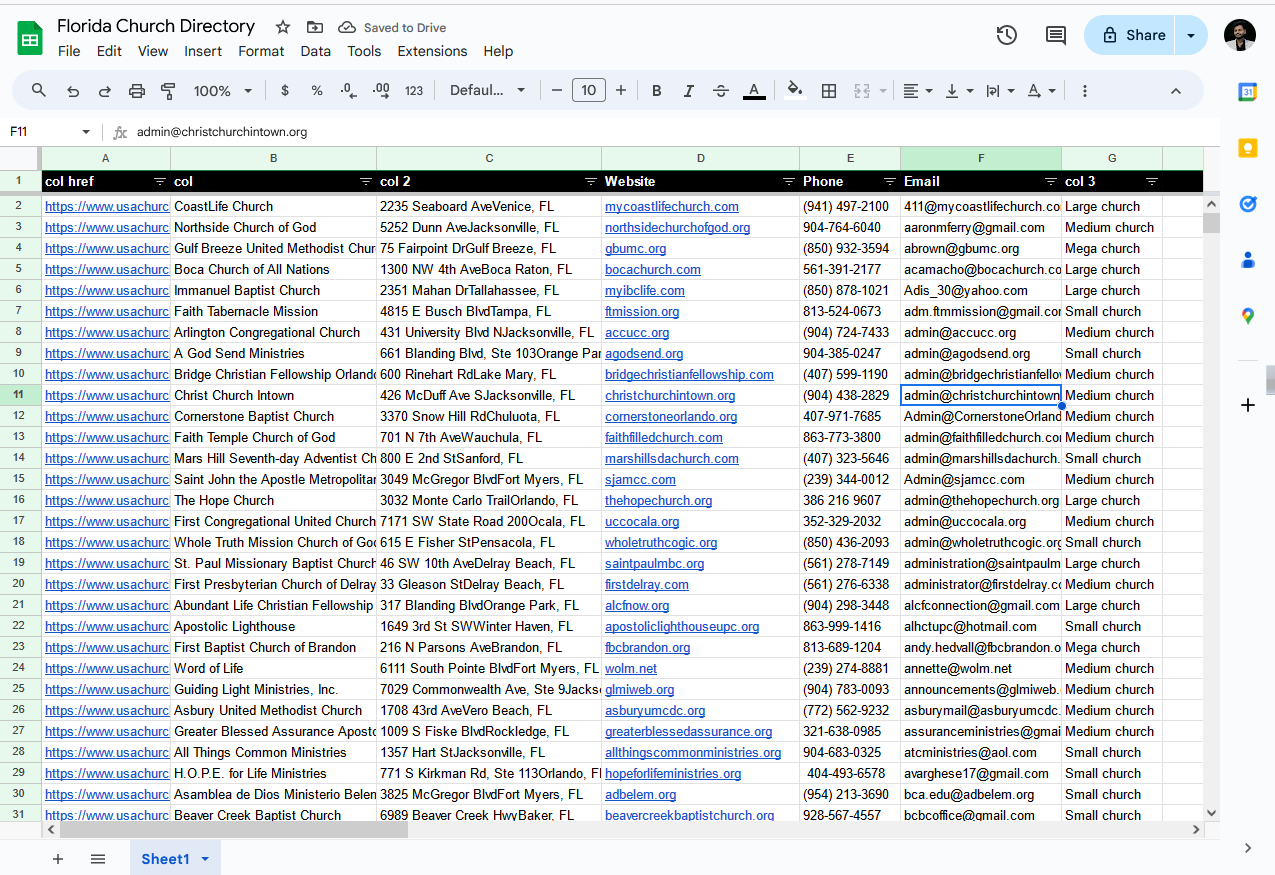 Florida Church Directory Saved to Drive
File Edit View Insert Format Data Tools Extensions Help
Share
100% $ % .0 .00 123 Defaul... 10 B I A
31
F11 fx admin@christchurchintown.org
A B C D E F G
1 col href col col 2 Website Phone Email col 3
2 https://www.usachurc CoastLife Church 2235 Seaboard AveVenice, FL mycoastlifechurch.com (941) 497-2100 411@mycoastlifechurch.co Large church
3 https://www.usachurc Northside Church of God 5252 Dunn AveJacksonville, FL northsidechurchofgod.org 904-764-6040 aaronmferry@gmail.com Medium church
4 https://www.usachurc Gulf Breeze United Methodist Chur 75 Fairpoint DrGulf Breeze, FL gbumc.org (850) 932-3594 abrown@gbumc.org Mega church
5 https://www.usachurc Boca Church of All Nations 1300 NW 4th AveBoca Raton, FL bocachurch.com 561-391-2177 acamacho@bocachurch.co Large church
6 https://www.usachurc Immanuel Baptist Church 2351 Mahan DrTallahassee, FL myibclife.com (850) 878-1021 Adis_30@yahoo.com Large church
7 https://www.usachurc Faith Tabernacle Mission 4815 E Busch BlvdTampa, FL ftmission.org 813-524-0673 adm.ftmmission@gmail.com Small church
8 https://www.usachurc Arlington Congregational Church 431 University Blvd NJacksonville, FL accucc.org (904) 724-7433 admin@accucc.org Medium church
9 https://www.usachurc A God Send Ministries 661 Blanding Blvd, Ste 103Orange Par agodsend.org 904-385-0247 admin@agodsend.org Small church
10 https://www.usachurc Bridge Christian Fellowship Orlando 600 Rinehart RdLake Mary, FL bridgechristianfellowship.com (407) 599-1190 admin@bridgechristianfellow Medium church
11 https://www.usachurc Christ Church Intown 426 McDuff Ave SJacksonville, FL christchurchintown.org (904) 438-2829 admin@christchurchintown Medium church
12 https://www.usachurc Cornerstone Baptist Church 3370 Snow Hill RdChuluota, FL cornerstoneorlando.org 407-971-7685 Admin@CornerstoneOrland Medium church
13 https://www.usachurc Faith Temple Church of God 701 N 7th AveWauchula, FL faithfilledchurch.com 863-773-3800 admin@faithfilledchurch.co Medium church
14 https://www.usachurc Mars Hill Seventh-day Adventist Ch 800 E 2nd StSanford, FL marshillsdachurch.com (407) 323-5646 admin@marshillsdachurch. Small church
15 https://www.usachurc Saint John the Apostle Metropolitan 3049 McGregor BlvdFort Myers, FL sjamcc.com (239) 344-0012 Admin@sjamcc.com Medium church
16 https://www.usachurc The Hope Church 3032 Monte Carlo TrailOrlando, FL thehopechurch.org 386 216 9607 admin@thehopechurch.org Large church
17 https://www.usachurc First Congregational United Church 7171 SW State Road 200Ocala, FL uccocala.org 352-329-2032 admin@uccocala.org Medium church
18 https://www.usachurc Whole Truth Mission Church of God 615 E Fisher StPensacola, FL wholetruthcogic.org (850) 436-2093 admin@wholetruthcogic.org Small church
19 https://www.usachurc St. Paul Missionary Baptist Church 46 SW 10th AveDelray Beach, FL saintpaulmbc.org (561) 278-7149 administration@saintpaulm Large church
20 https://www.usachurc First Presbyterian Church of Delray 33 Gleason StDelray Beach, FL firstdelray.com (561) 276-6338 administrator@firstdelray.co Medium church
21 https://www.usachurc Abundant Life Christian Fellowship 317 Blanding BlvdOrange Park, FL alcfnow.org (904) 298-3448 alcfconnection@gmail.com Large church
22 https://www.usachurc Apostolic Lighthouse 1649 3rd St SWWinter Haven, FL apostoliclighthouseupc.org 863-999-1416 alhctupc@hotmail.com Small church
23 https://www.usachurc First Baptist Church of Brandon 216 N Parsons AveBrandon, FL fbcbrandon.org 813-689-1204 andy.hedvall@fbcbrandon.o Mega church
24 https://www.usachurc Word of Life 6111 South Pointe BlvdFort Myers, FL wolm.net (239) 274-8881 annette@wolm.net Medium church
25 https://www.usachurc Guiding Light Ministries, Inc. 7029 Commonwealth Ave, Ste 9Jackso glmiweb.org (904) 783-0093 announcements@glmiweb. Medium church
26 https://www.usachurc Asbury United Methodist Church 1708 43rd AveVero Beach, FL asburyumcdc.org (772) 562-9232 asburymail@asburyumcdc. Medium church
27 https://www.usachurc Greater Blessed Assurance Aposto 1009 S Fiske BlvdRockledge, FL greaterblessedassurance.org 321-638-0985 assuranceministries@gmai Medium church
28 https://www.usachurc All Things Common Ministries 1357 Hart StJacksonville, FL allthingscommonministries.org 904-683-0325 atcministries@aol.com Small church
29 https://www.usachurc H.O.P.E. for Life Ministries 771 S Kirkman Rd, Ste 113Orlando, Fl hopeforlifeministries.org 404-493-6578 avarghese17@gmail.com Small church
30 https://www.usachurc Asamblea de Dios Ministerio Belen 3825 McGregor BlvdFort Myers, FL adbelem.org (954) 213-3690 bca.edu@adbelem.org Small church
31 https://www.usachurc Beaver Creek Baptist Church 6989 Beaver Creek HwyBaker, FL beavercreekbaptistchurch.org 928-567-4557 bcbcoffice@gmail.com Small church
Sheet1